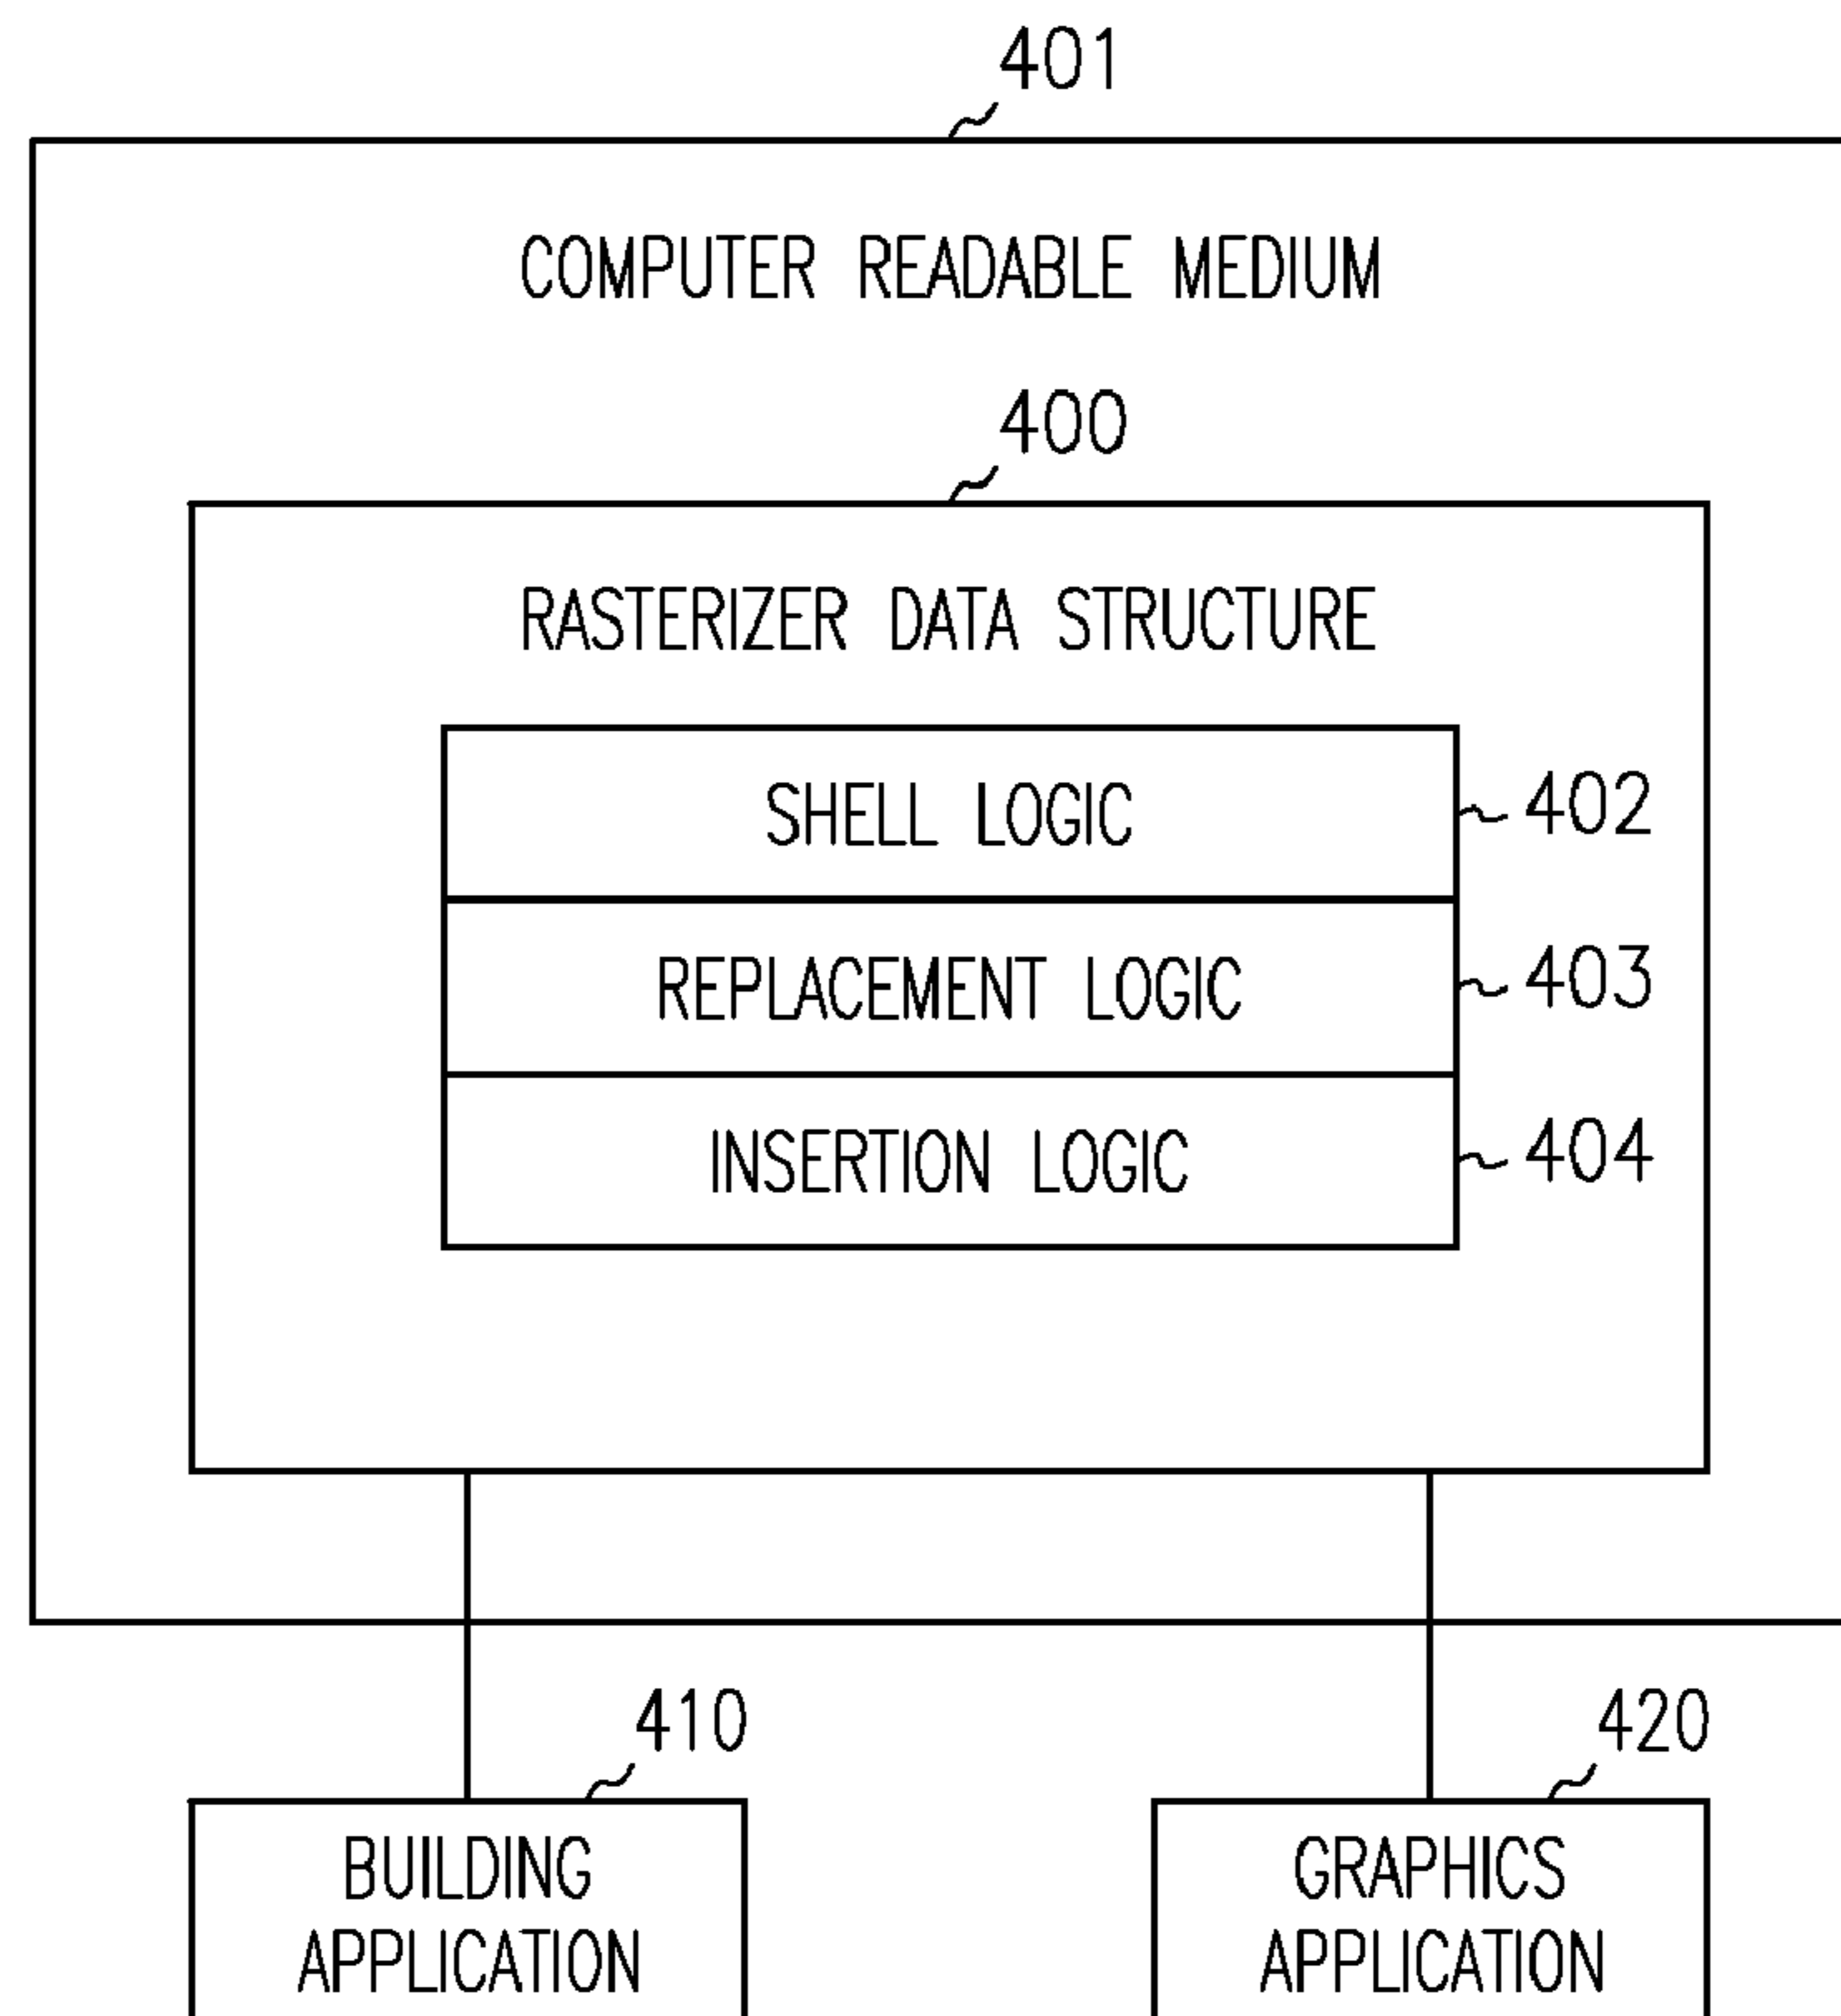 401
COMPUTER READABLE MEDIUM
400
RASTERIZER DATA STRUCTURE
SHELL LOGIC
402
REPLACEMENT LOGIC
403
INSERTION LOGIC
404
410
420
BUILDING
APPLICATION
GRAPHICS
APPLICATION